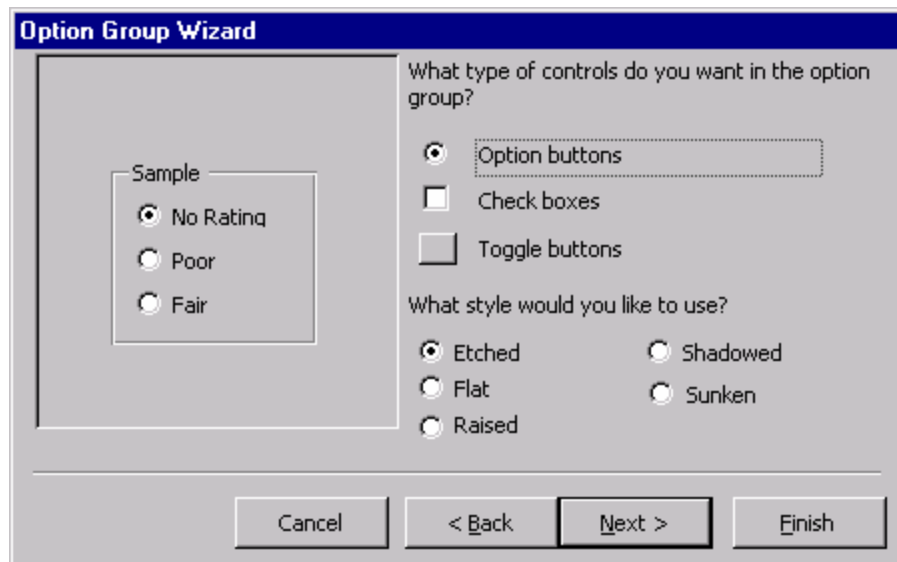 Option Group Wizard
What type of controls do you want in the option
group?
Option buttons
Check boxes
Toggle buttons
Sample
No Rating
Poor
Fair
What style would you like to use?
Etched
Shadowed
Flat
Sunken
Raised
Cancel
< Back
Next >
Finish